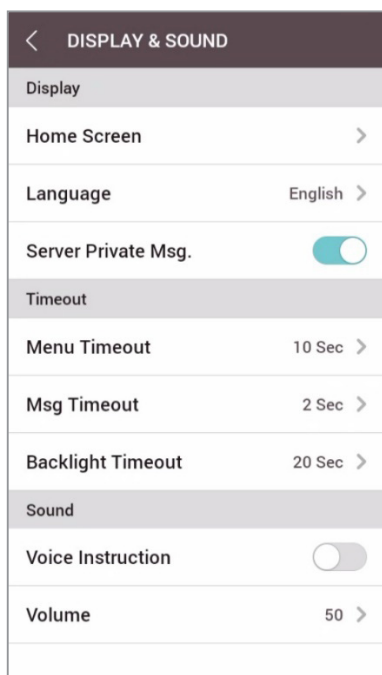 DISPLAY & SOUND
Display
Home Screen
Language English
Server Private Msg.
Timeout
Menu Timeout 10 Sec
Msg Timeout 2 Sec
Backlight Timeout 20 Sec
Sound
Voice Instruction
Volume 50